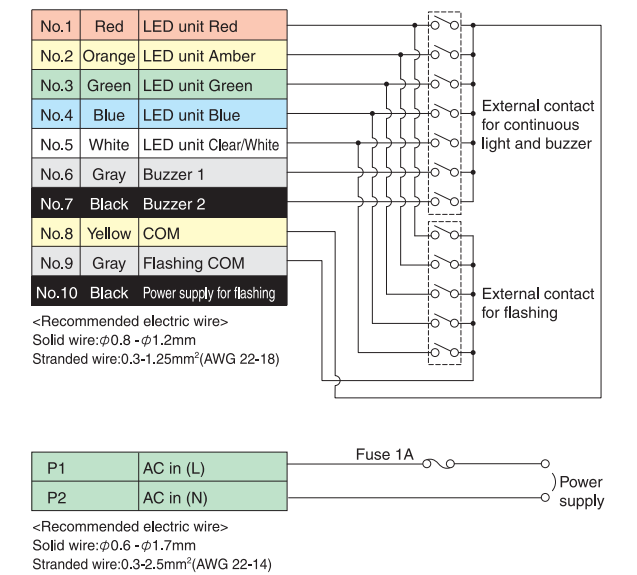 No.1 Red LED unit Red
No.2 Orange LED unit Amber
No.3 Green LED unit Green
No.4 Blue LED unit Blue
No.5 White LED unit Clear/White
No.6 Gray Buzzer 1
No.7 Black Buzzer 2
No.8 Yellow COM
No.9 Gray Flashing COM
No.10 Black Power supply for flashing
External contact
for continuous
light and buzzer
External contact
for flashing
<Recommended electric wire>
Solid wire:φ0.8 -φ1.2mm
Stranded wire:0.3-1.25mm²(AWG 22-18)
P1 AC in (L)
P2 AC in (N)
Fuse 1A
Power
supply
<Recommended electric wire>
Solid wire:φ0.6 -φ1.7mm
Stranded wire:0.3-2.5mm²(AWG 22-14)